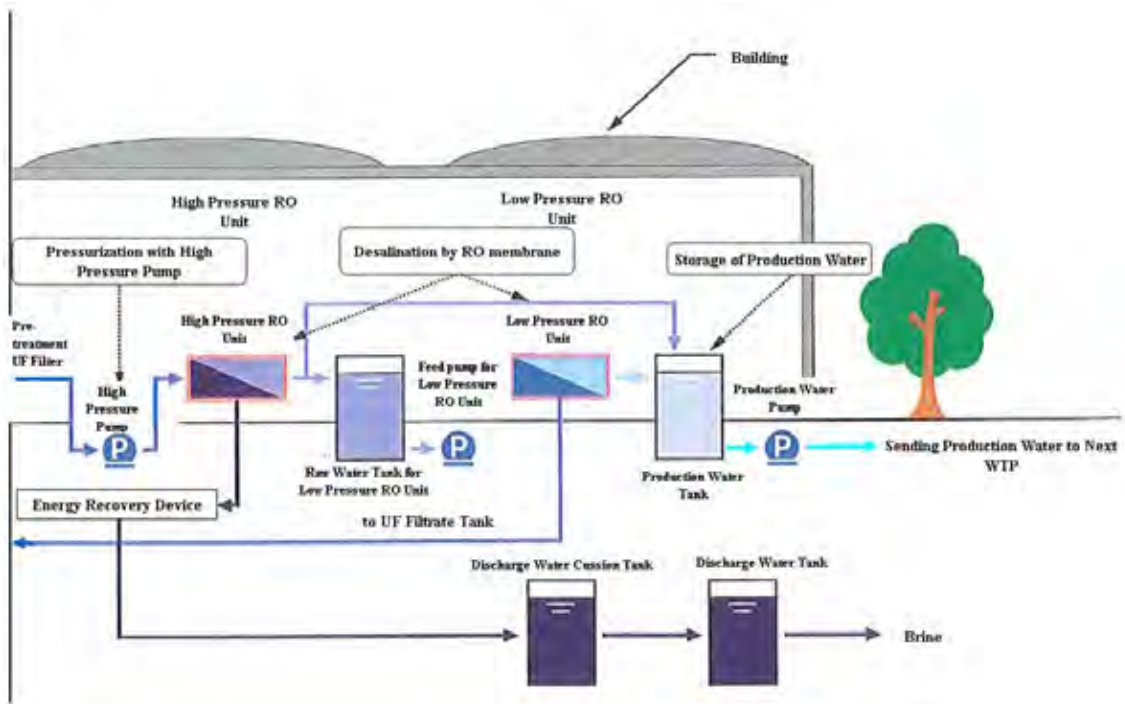 Building
High Pressure RO
Unit
Low Pressure RO
Unit
Pressurization with High
Pressure Pump
Desalination by RO membrane
Storage of Production Water
Pre-
treatment
UF Filter
High Pressure RO
Unit
Low Pressure RO
Unit
High
Pressure
Pump
P
Feed pump for
Low Pressure
RO Unit
P
Production Water
Pump
P
Raw Water Tank for
Low Pressure RO Unit
Production Water
Tank
Sending Production Water to Next
WTP
Energy Recovery Device
to UF Filtrate Tank
Discharge Water Cussion Tank
Discharge Water Tank
Brine